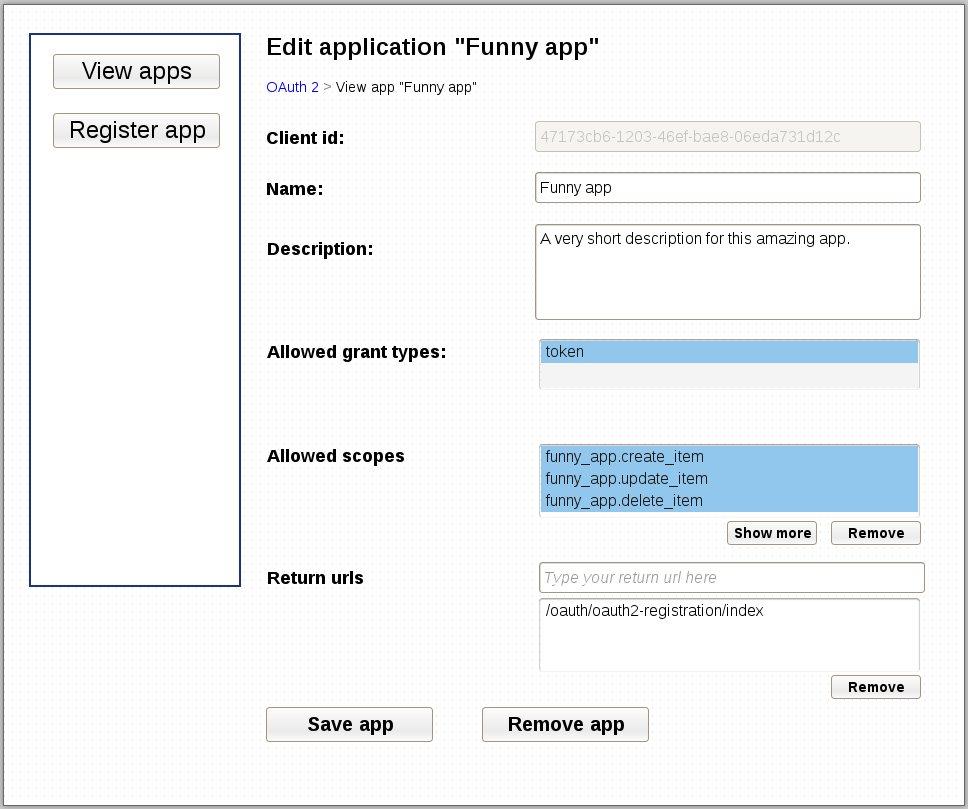 View apps
Register app
Edit application "Funny app"
OAuth 2 > View app "Funny app"
Client id:
47173cb6-1203-46ef-bae8-06eda731d12c
Name:
Funny app
Description:
A very short description for this amazing app.
Allowed grant types:
token
Allowed scopes
funny_app.create_item
funny_app.update_item
funny_app.delete_item
Show more
Remove
Return urls
Type your return url here
/oauth/oauth2-registration/index
Remove
Save app
Remove app